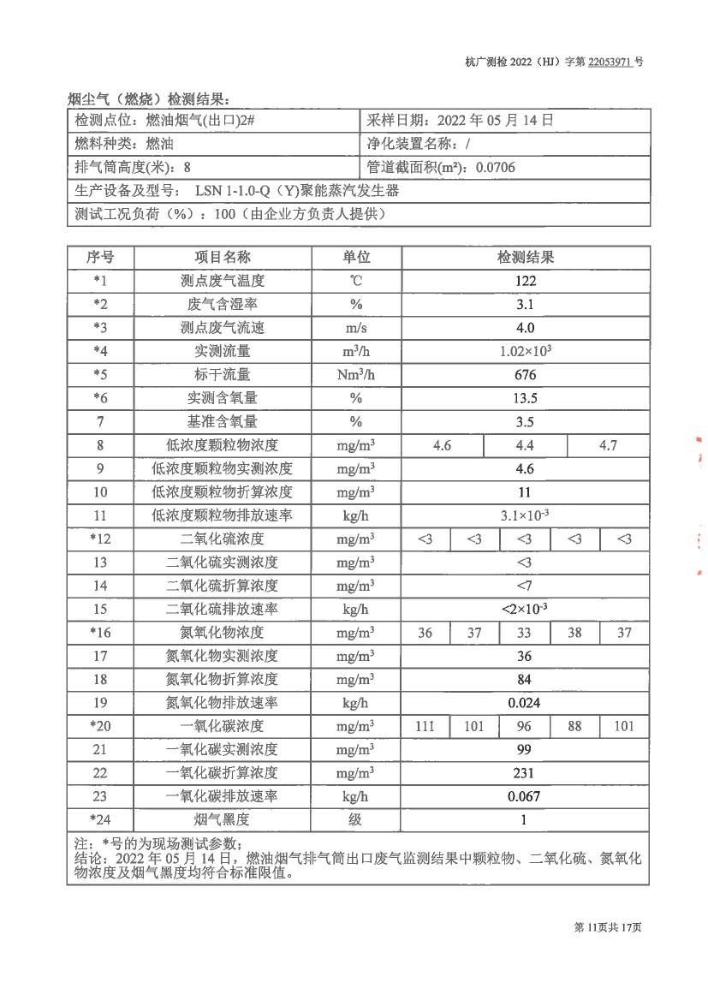 杭广测检 2022（HJ）字第 22053971 号
烟尘气（燃烧）检测结果：
检测点位：燃油烟气(出口)2# 采样日期：2022 年 05 月 14 日
燃料种类：燃油 净化装置名称：/
排气筒高度(米)：8 管道截面积(m²)：0.0706
生产设备及型号： LSN 1-1.0-Q（Y)聚能蒸汽发生器
测试工况负荷（%）：100（由企业方负责人提供）
序号 项目名称 单位 检测结果
*1 测点废气温度 ℃ 122
*2 废气含湿率 % 3.1
*3 测点废气流速 m/s 4.0
*4 实测流量 m³/h 1.02×10³
*5 标干流量 Nm³/h 676
*6 实测含氧量 % 13.5
7 基准含氧量 % 3.5
8 低浓度颗粒物浓度 mg/m³ 4.6 4.4 4.7
9 低浓度颗粒物实测浓度 mg/m³ 4.6
10 低浓度颗粒物折算浓度 mg/m³ 11
11 低浓度颗粒物排放速率 kg/h 3.1×10⁻³
*12 二氧化硫浓度 mg/m³ <3 <3 <3 <3 <3
13 二氧化硫实测浓度 mg/m³ <3
14 二氧化硫折算浓度 mg/m³ <7
15 二氧化硫排放速率 kg/h <2×10⁻³
*16 氮氧化物浓度 mg/m³ 36 37 33 38 37
17 氮氧化物实测浓度 mg/m³ 36
18 氮氧化物折算浓度 mg/m³ 84
19 氮氧化物排放速率 kg/h 0.024
*20 一氧化碳浓度 mg/m³ 111 101 96 88 101
21 一氧化碳实测浓度 mg/m³ 99
22 一氧化碳折算浓度 mg/m³ 231
23 一氧化碳排放速率 kg/h 0.067
*24 烟气黑度 级 1
注：*号的为现场测试参数；
结论：2022 年 05 月 14 日，燃油烟气排气筒出口废气监测结果中颗粒物、二氧化硫、氮氧化
物浓度及烟气黑度均符合标准限值。
第 11页共 17页